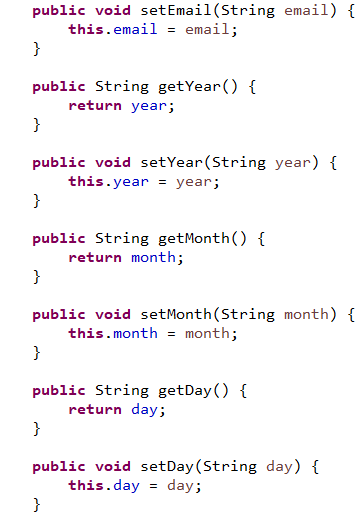 public void setEmail(String email) {
    this.email = email;
}

public String getYear() {
    return year;
}

public void setYear(String year) {
    this.year = year;
}

public String getMonth() {
    return month;
}

public void setMonth(String month) {
    this.month = month;
}

public String getDay() {
    return day;
}

public void setDay(String day) {
    this.day = day;
}